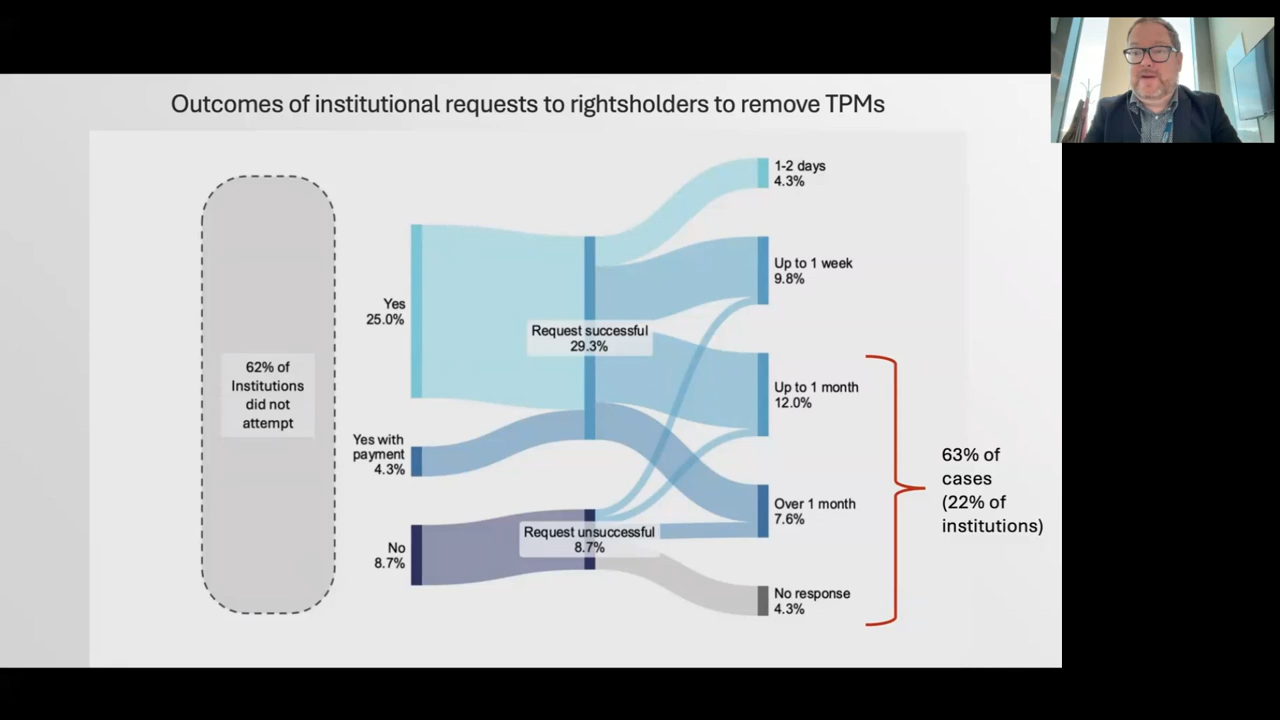 Outcomes of institutional requests to rightsholders to remove TPMs
62% of
Institutions
did not
attempt
Yes
25.0%
Yes with
payment
4.3%
No
8.7%
Request successful
29.3%
Request unsuccessful
8.7%
1-2 days
4.3%
Up to 1 week
9.8%
Up to 1 month
12.0%
Over 1 month
7.6%
No response
4.3%
63% of
cases
(22% of
institutions)